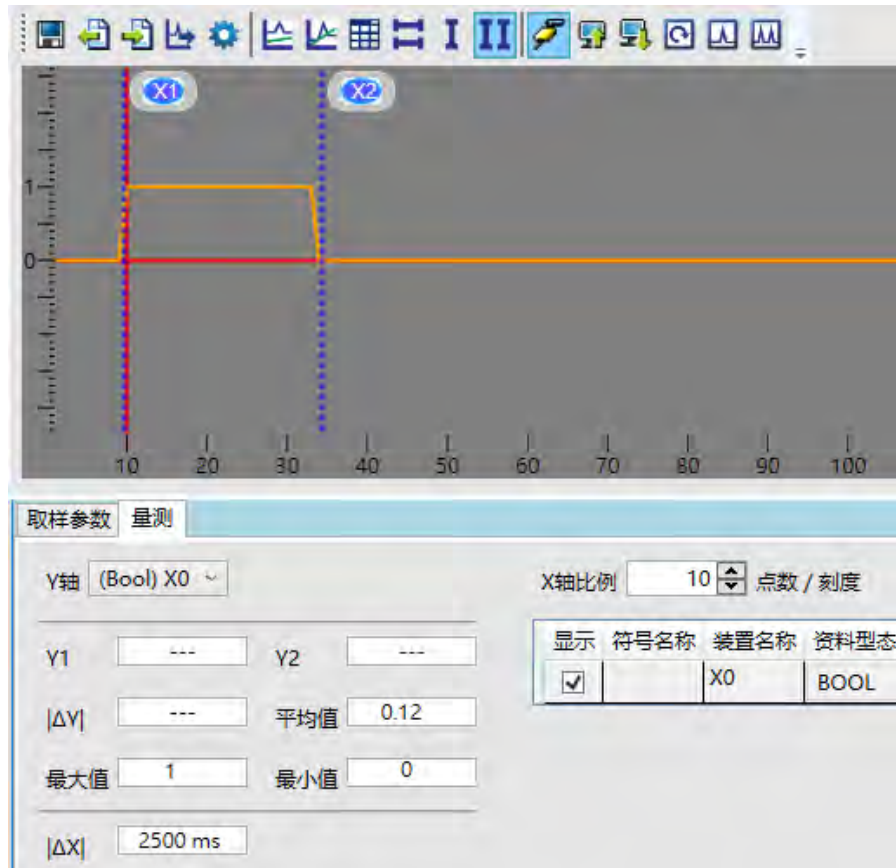 X1 X2
1
0
10 20 30 40 50 60 70 80 90 100
取样参数 量测
Y轴 (Bool) X0 X轴比例 10 点数 / 刻度
显示 符号名称 装置名称 资料型态
Y1 --- Y2 ---
X0 BOOL
|ΔY| --- 平均值 0.12
最大值 1 最小值 0
|ΔX| 2500 ms